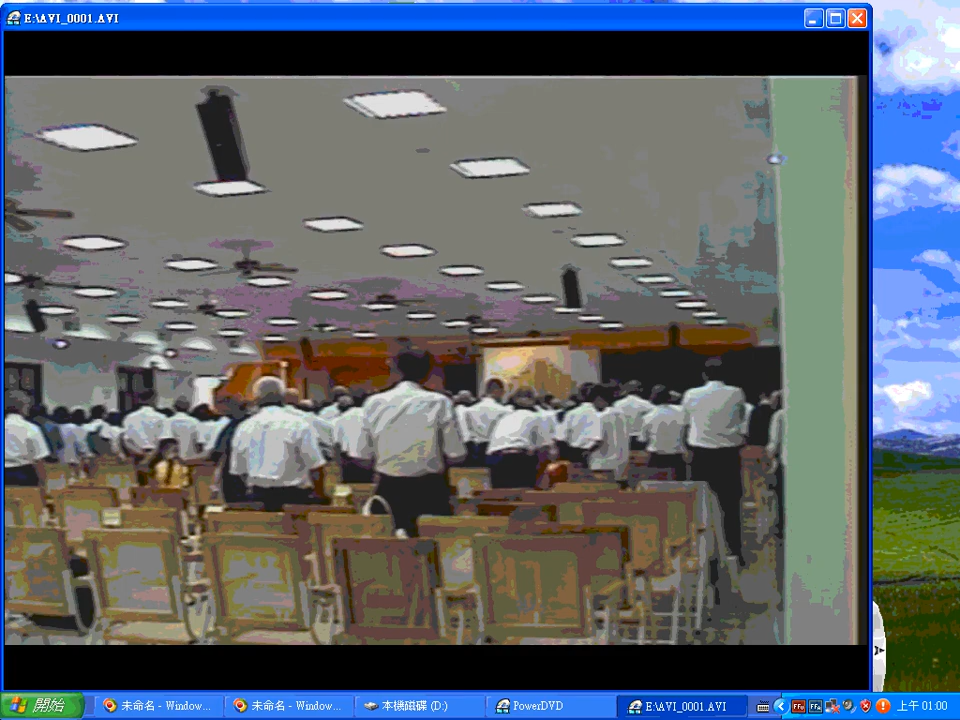 E:\AVI_0001.AVI
開始
未命名 - Window...
未命名 - Window...
本機磁碟 (D:)
PowerDVD
E:\AVI_0001.AVI
上午 01:00